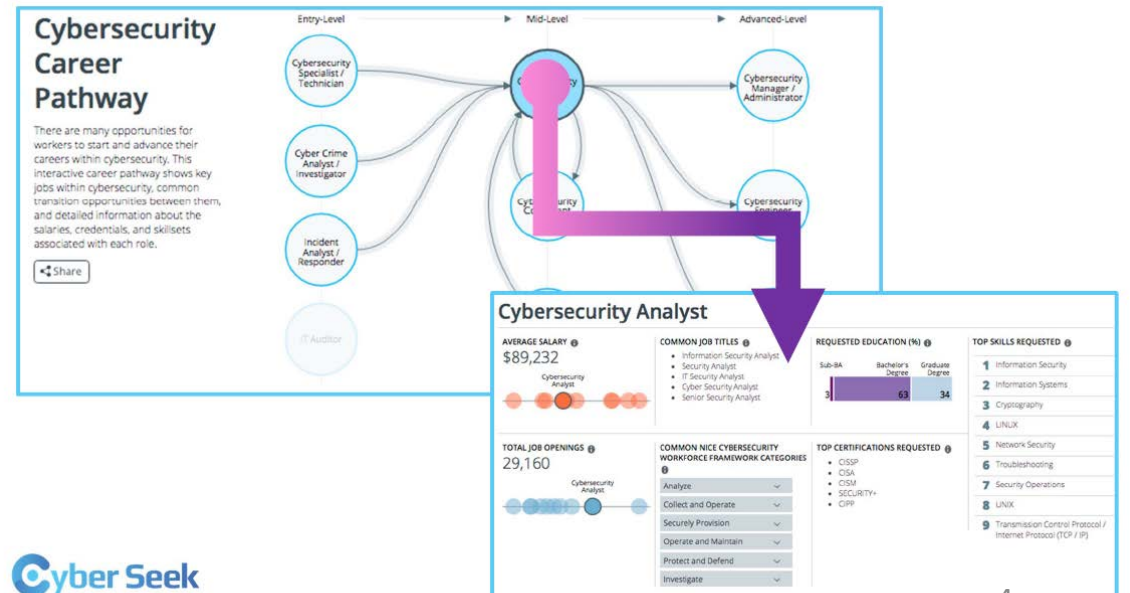 Cybersecurity
Career
Pathway
There are many opportunities for
workers to start and advance their
careers within cybersecurity. This
interactive career pathway shows key
jobs within cybersecurity, common
transition opportunities between them,
and detailed information about the
salaries, credentials, and skillsets
associated with each role.
Share
Entry-Level
Mid-Level
Advanced-Level
Cybersecurity
Specialist /
Technician
Cyber Crime
Analyst /
Investigator
Incident
Analyst /
Responder
IT Auditor
Cybersecurity
Manager /
Administrator
Cybersecurity
Engineer
Cybersecurity Analyst
AVERAGE SALARY
$89,232
Cybersecurity
Analyst
COMMON JOB TITLES
• Information Security Analyst
• Security Analyst
• IT Security Analyst
• Cyber Security Analyst
• Senior Security Analyst
REQUESTED EDUCATION (%)
Sub-BA
Bachelor's
Degree
Graduate
Degree
3
63
34
TOP SKILLS REQUESTED
1 Information Security
2 Information Systems
3 Cryptography
4 LINUX
5 Network Security
6 Troubleshooting
7 Security Operations
8 UNIX
9 Transmission Control Protocol /
Internet Protocol (TCP / IP)
TOTAL JOB OPENINGS
29,160
Cybersecurity
Analyst
COMMON NICE CYBERSECURITY
WORKFORCE FRAMEWORK CATEGORIES
Analyze
Collect and Operate
Securely Provision
Operate and Maintain
Protect and Defend
Investigate
TOP CERTIFICATIONS REQUESTED
• CISSP
• CISA
• CISM
• SECURITY+
• CIPP
Cyber Seek